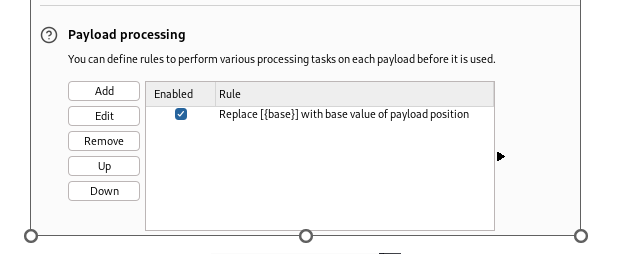 Payload processing
You can define rules to perform various processing tasks on each payload before it is used.
Add
Edit
Remove
Up
Down
Enabled Rule
Replace [{base}] with base value of payload position